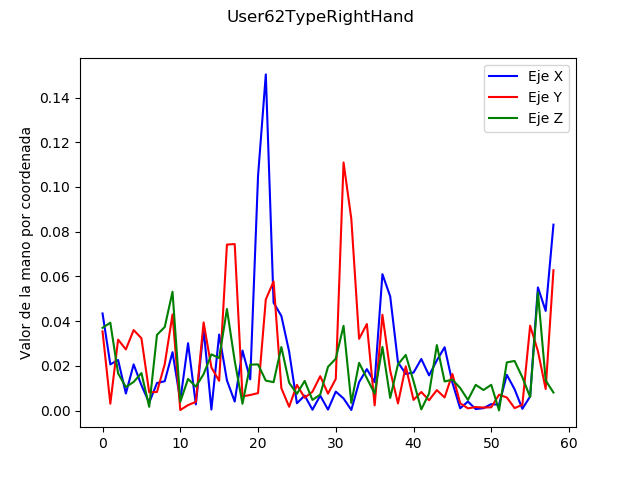 User62TypeRightHand
Valor de la mano por coordenada
0.14
0.12
0.10
0.08
0.06
0.04
0.02
0.00
0 10 20 30 40 50 60
Eje X
Eje Y
Eje Z